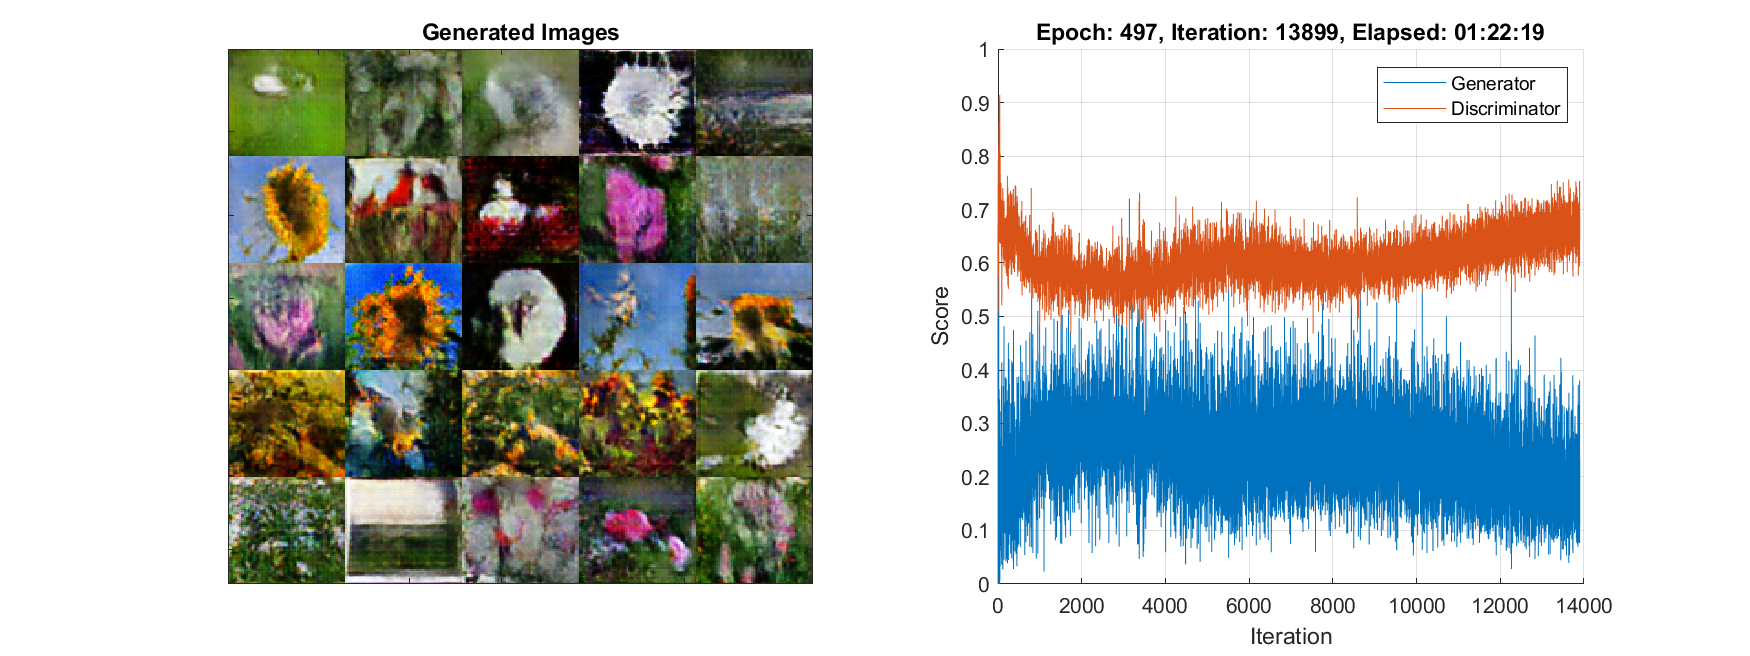 Generated Images
Epoch: 497, Iteration: 13899, Elapsed: 01:22:19
Generator
Discriminator
1
0.9
0.8
0.7
0.6
0.5
0.4
0.3
0.2
0.1
0
Score
0 2000 4000 6000 8000 10000 12000 14000
Iteration